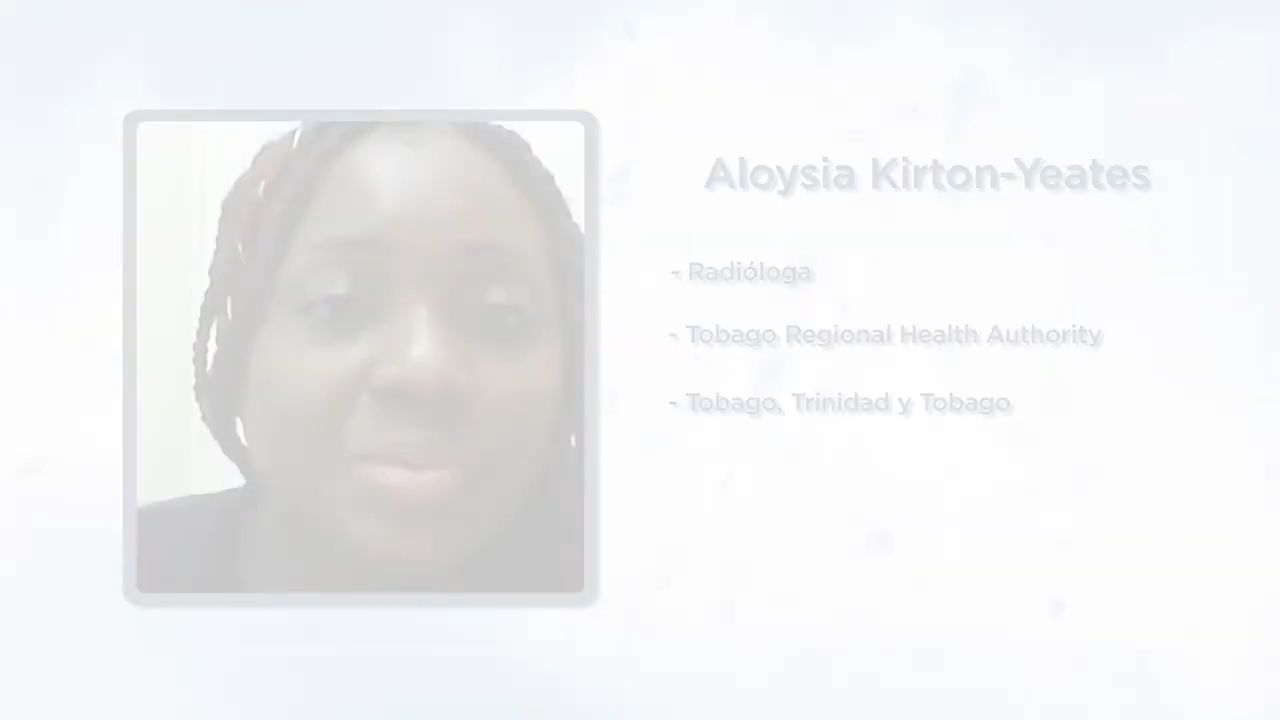 Aloysia Kirton-Yeates
- Radióloga
- Tobago Regional Health Authority
- Tobago, Trinidad y Tobago